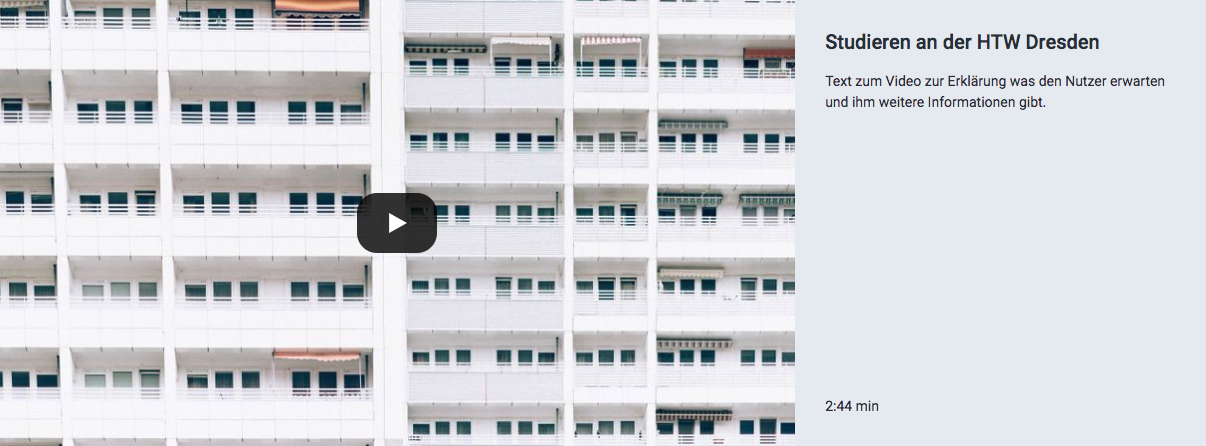 Studieren an der HTW Dresden
Text zum Video zur Erklärung was den Nutzer erwarten
und ihm weitere Informationen gibt.
2:44 min